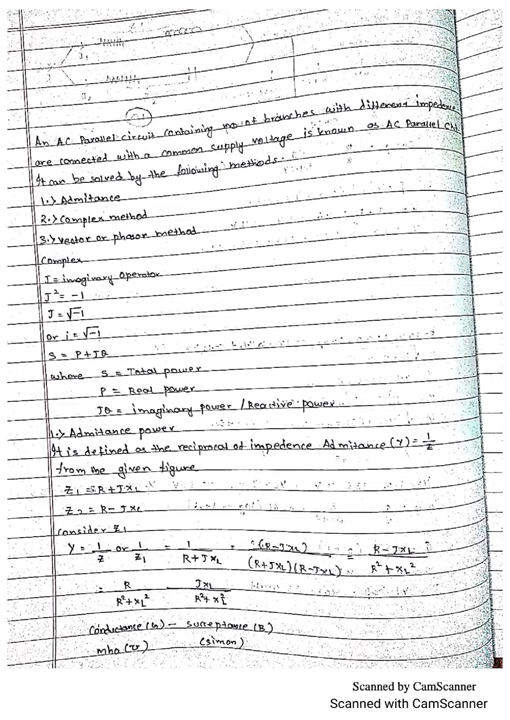 An AC Parallel circuit containing no of branches with different impedence
are connected with a common supply voltage is known as AC Parallel ckt.
It can be solved by the following methods.
1.> Admitance
2.> Complex method
3.> vector or phasor method
Complex
J = imaginary operator
J² = -1
J = √-1
or i = √-1
S = P + JQ
where S = Total power
P = Real power
JQ = imaginary power / Reactive power
1.> Admitance power
It is defined as the reciprocal of impedence Admitance (Y) = 1/Z
from the given figure
Z1 = R + JXL
Z2 = R - JXC
Consider Z1
Y = 1/Z or 1/Z1 = 1/(R + JXL) = (R - JXL)/((R + JXL)(R - JXL)) = (R - JXL)/(R² + XL²)
= R/(R² + XL²) - JXL/(R² + XL²)
Conductance (G) - susceptance (B)
mho (℧) (simon)
Scanned by CamScanner
Scanned with CamScanner